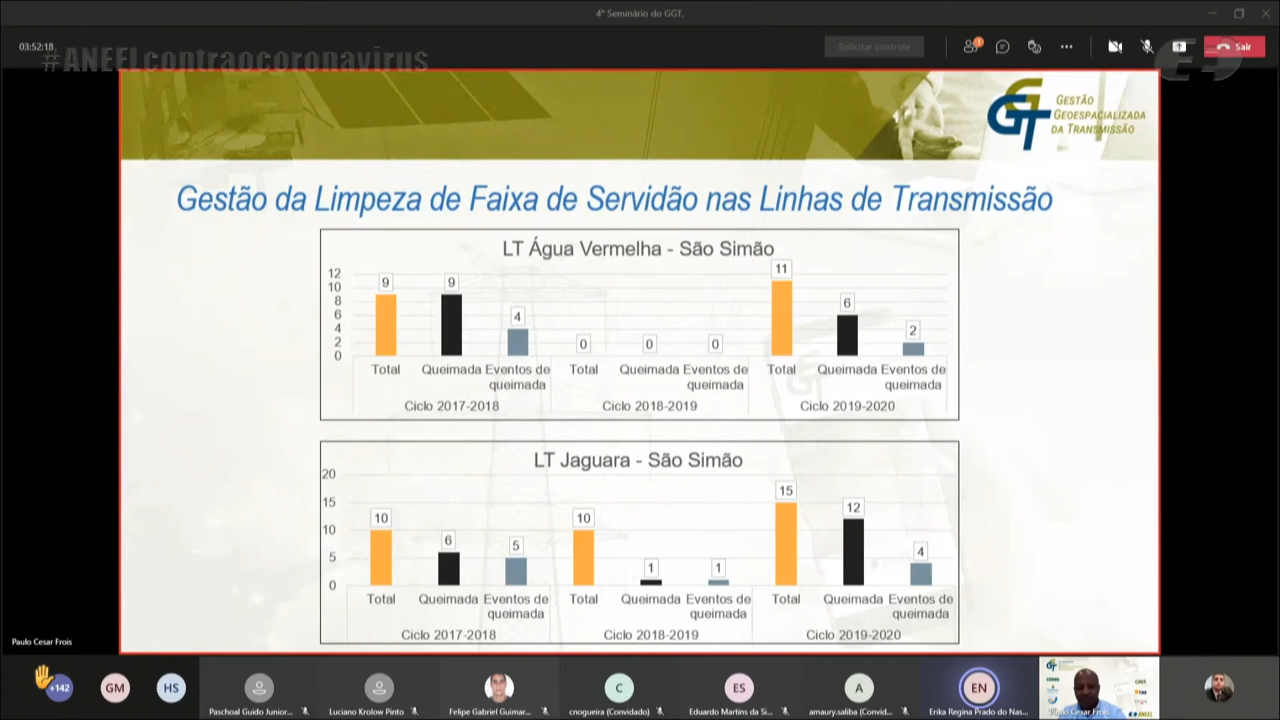 4º Seminário do GGT.
03:52:18
#ANEELcontraocoronavirus
Solicitar controle
1
Sair
GGT
GESTÃO
GEOESPACIALIZADA
DA TRANSMISSÃO
Gestão da Limpeza de Faixa de Servidão nas Linhas de Transmissão
LT Água Vermelha - São Simão
12
10
8
6
4
2
0
9 9 4 0 0 0 11 6 2
Total Queimada Eventos de queimada Total Queimada Eventos de queimada Total Queimada Eventos de queimada
Ciclo 2017-2018 Ciclo 2018-2019 Ciclo 2019-2020
LT Jaguara - São Simão
20
15
10
5
0
10 6 5 10 1 1 15 12 4
Total Queimada Eventos de queimada Total Queimada Eventos de queimada Total Queimada Eventos de queimada
Ciclo 2017-2018 Ciclo 2018-2019 Ciclo 2019-2020
Paulo Cesar Frois
+142
GM
HS
Paschoal Guido Junior...
Luciano Krolow Pinto
Felipe Gabriel Guimar...
C
cnogueira (Convidado)
ES
Eduardo Martins da Si...
A
amaury.saliba (Convid...
EN
Erika Regina Prado do Nas...
Paulo Cesar Frois
ANEEL